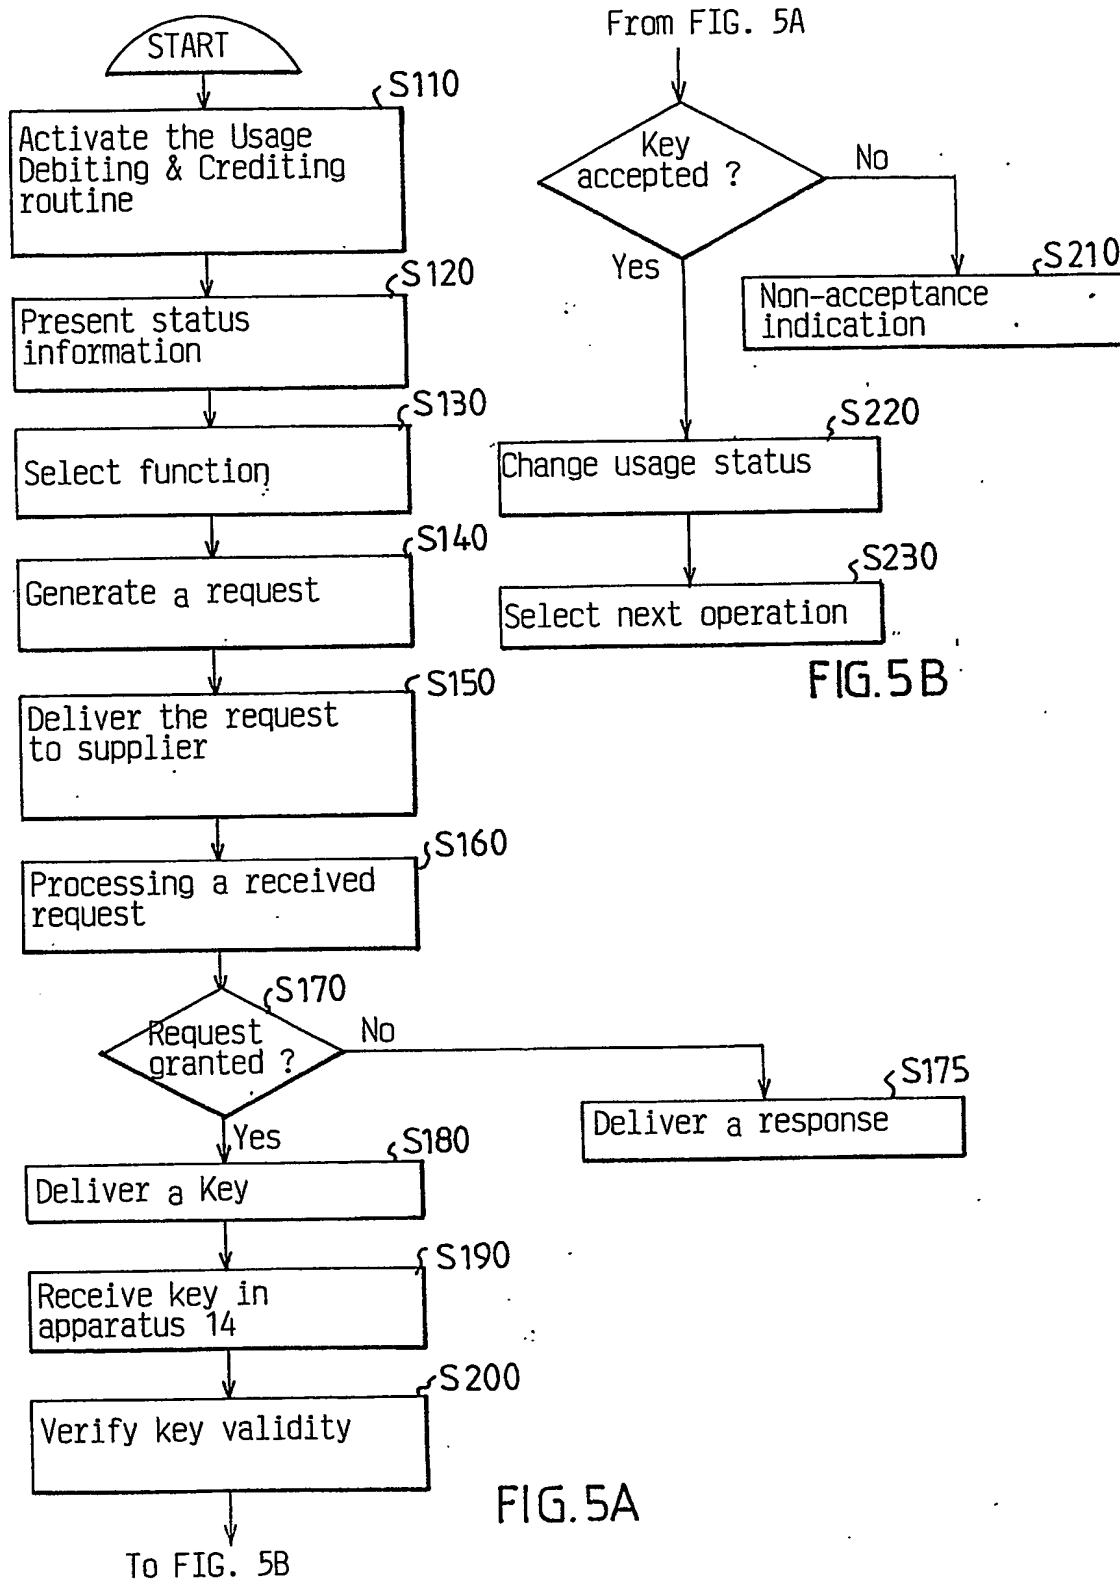 START
S110
Activate the Usage
Debiting & Crediting
routine
S120
Present status
information
S130
Select function
S140
Generate a request
S150
Deliver the request
to supplier
S160
Processing a received
request
S170
Request
granted ?
No
S175
Deliver a response
Yes
S180
Deliver a Key
S190
Receive key in
apparatus 14
S200
Verify key validity
FIG. 5A
To FIG. 5B
From FIG. 5A
Key
accepted ?
No
S210
Non-acceptance
indication
Yes
S220
Change usage status
S230
Select next operation
FIG. 5B